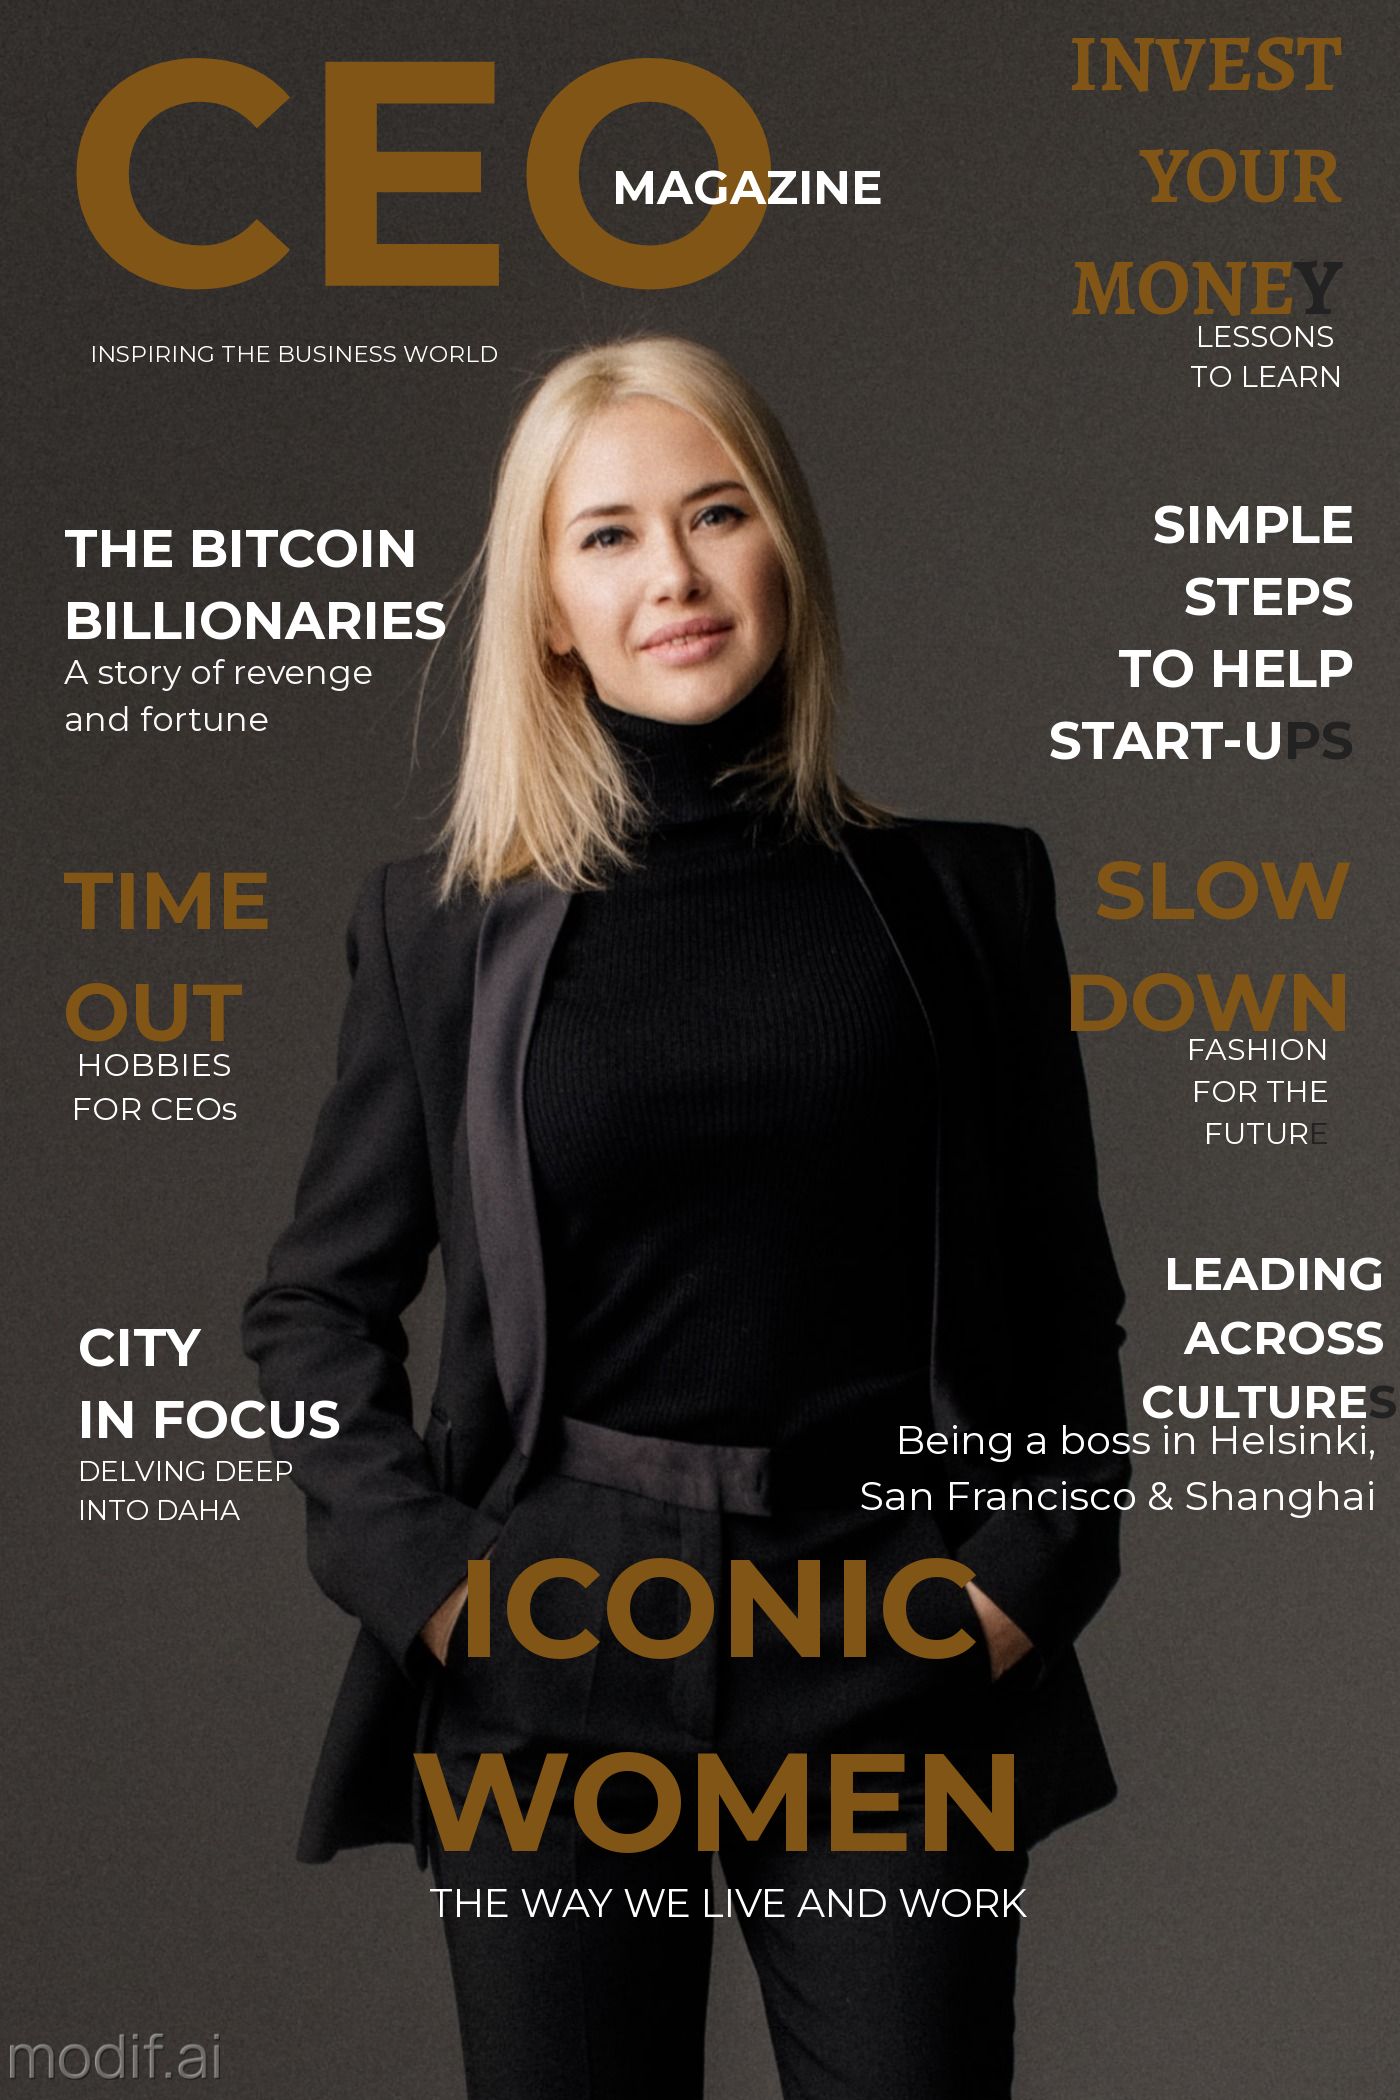 CEO
MAGAZINE
INSPIRING THE BUSINESS WORLD
INVEST
YOUR
MONEY
LESSONS
TO LEARN
THE BITCOIN
BILLIONARIES
A story of revenge
and fortune
SIMPLE
STEPS
TO HELP
START-UPS
TIME
OUT
HOBBIES
FOR CEOs
SLOW
DOWN
FASHION
FOR THE
FUTURE
CITY
IN FOCUS
DELVING DEEP
INTO DAHA
LEADING
ACROSS
CULTURES
Being a boss in Helsinki,
San Francisco & Shanghai
ICONIC
WOMEN
THE WAY WE LIVE AND WORK
modif.ai